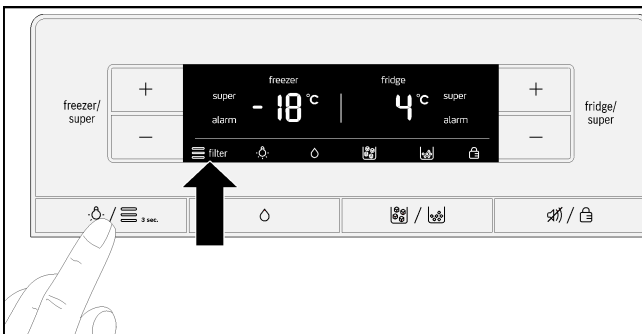 freezer/
super
+
−
freezer
super
-18°C
alarm
fridge
4°C
super
alarm
filter
+
−
fridge/
super
/
3 sec.
/
/